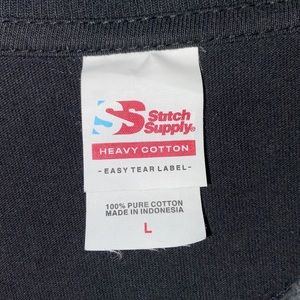 SS Stitch
Supply®
HEAVY COTTON
- EASY TEAR LABEL -
100% PURE COTTON
MADE IN INDONESIA
L